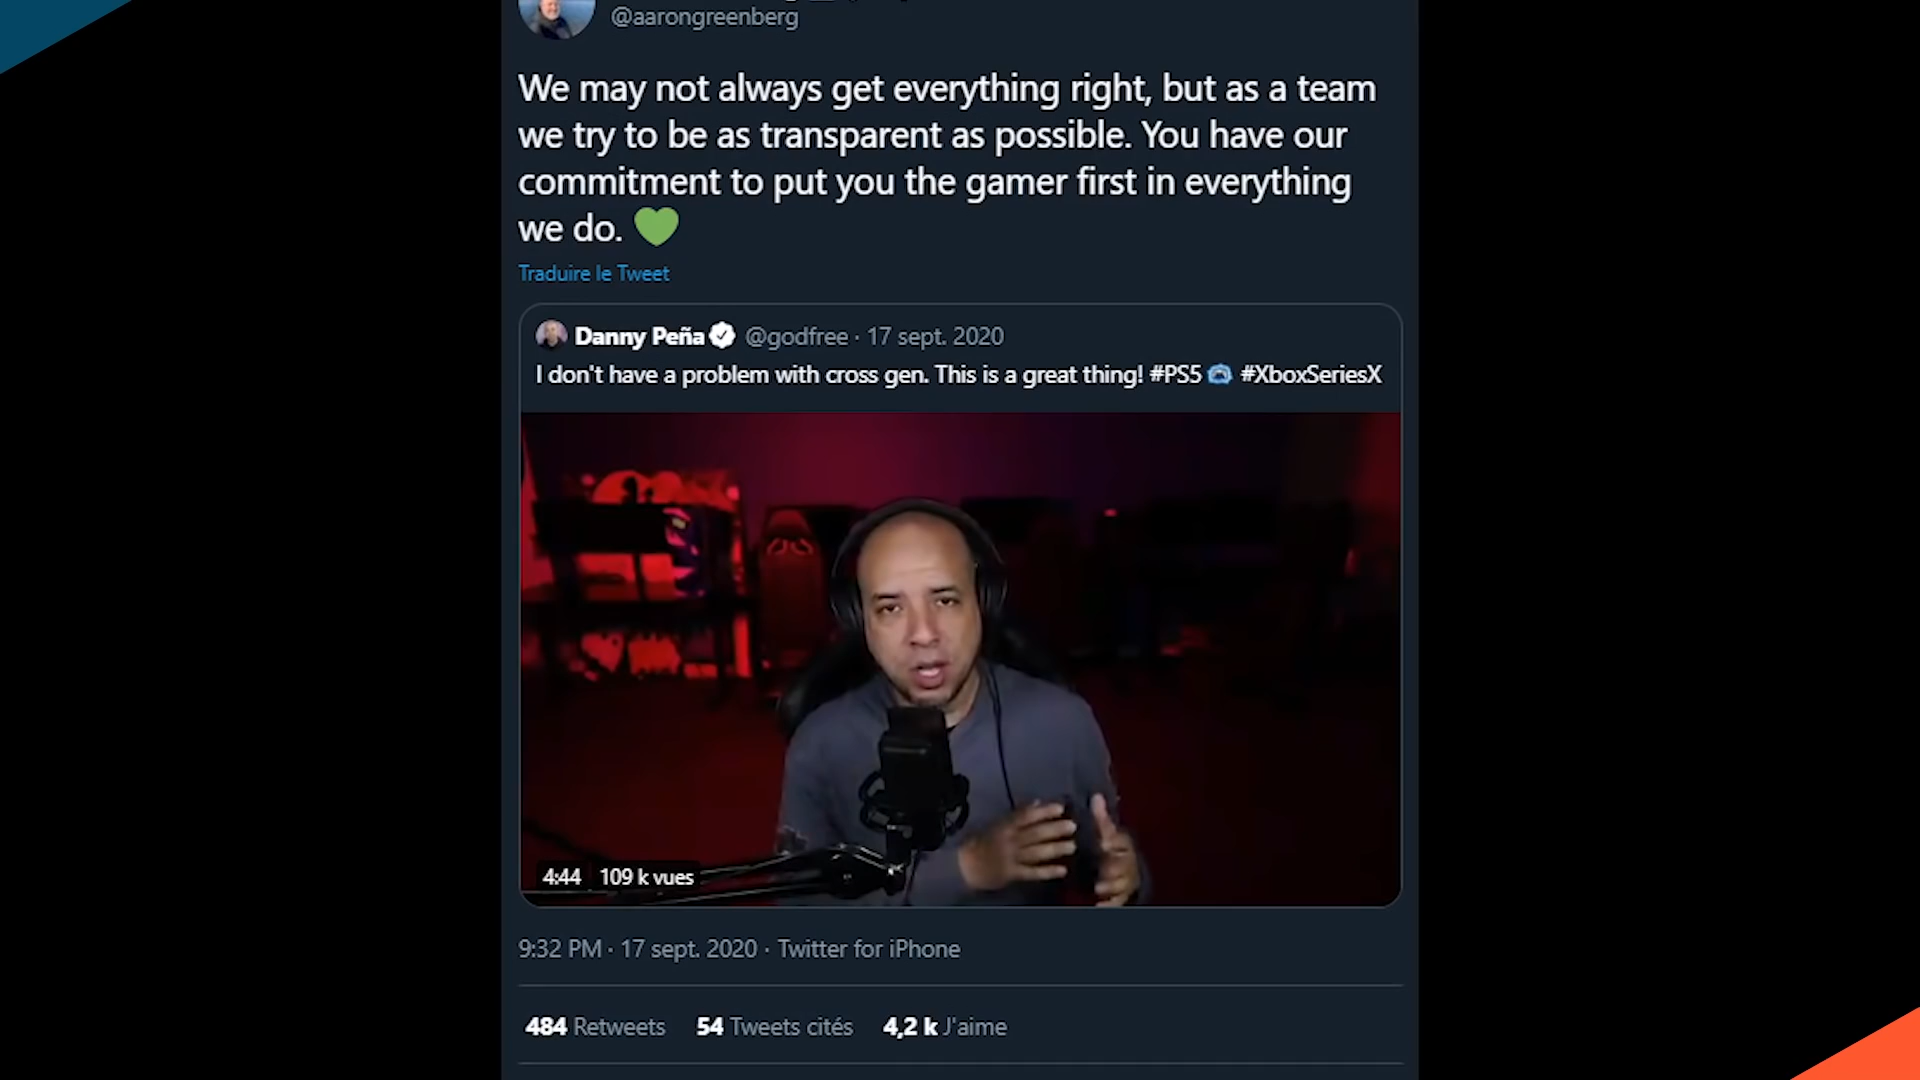 @aarongreenberg
We may not always get everything right, but as a team
we try to be as transparent as possible. You have our
commitment to put you the gamer first in everything
we do. 💚
Traduire le Tweet
Danny Peña @godfree · 17 sept. 2020
I don't have a problem with cross gen. This is a great thing! #PS5 #XboxSeriesX
4:44 109 k vues
9:32 PM · 17 sept. 2020 · Twitter for iPhone
484 Retweets 54 Tweets cités 4,2 k J'aime